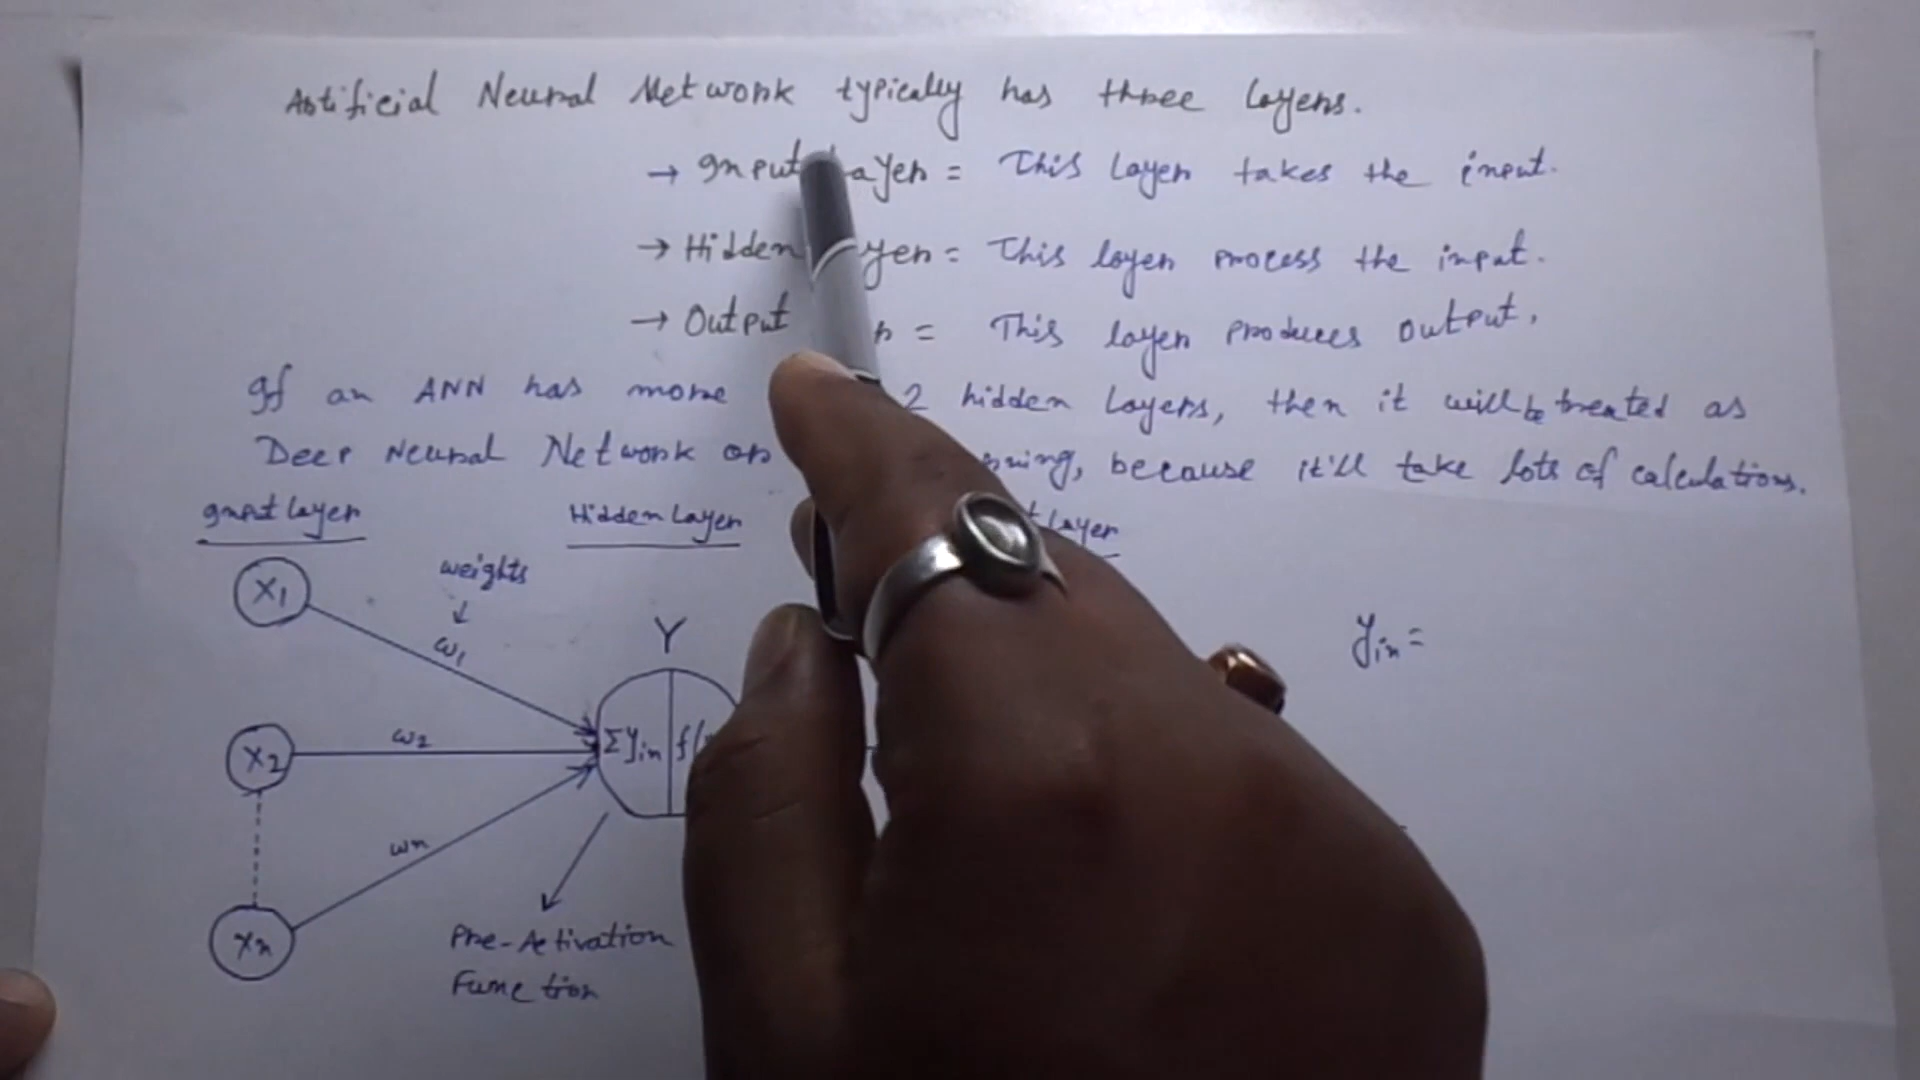 Artificial Neural Network typically has three layers.
→ Input Layer = This layer takes the input.
→ Hidden yer = This layer process the input.
→ Output r = This layer produces output.
If an ANN has more 2 hidden layers, then it will be treated as
Deep Neural Network or rning, because it'll take lots of calculations.
Input layer Hidden Layer t layer
X1 weights
↓
w1
Y
yin =
X2 w2 Σyin f(
wn
Xn
Pre-Activation
Function